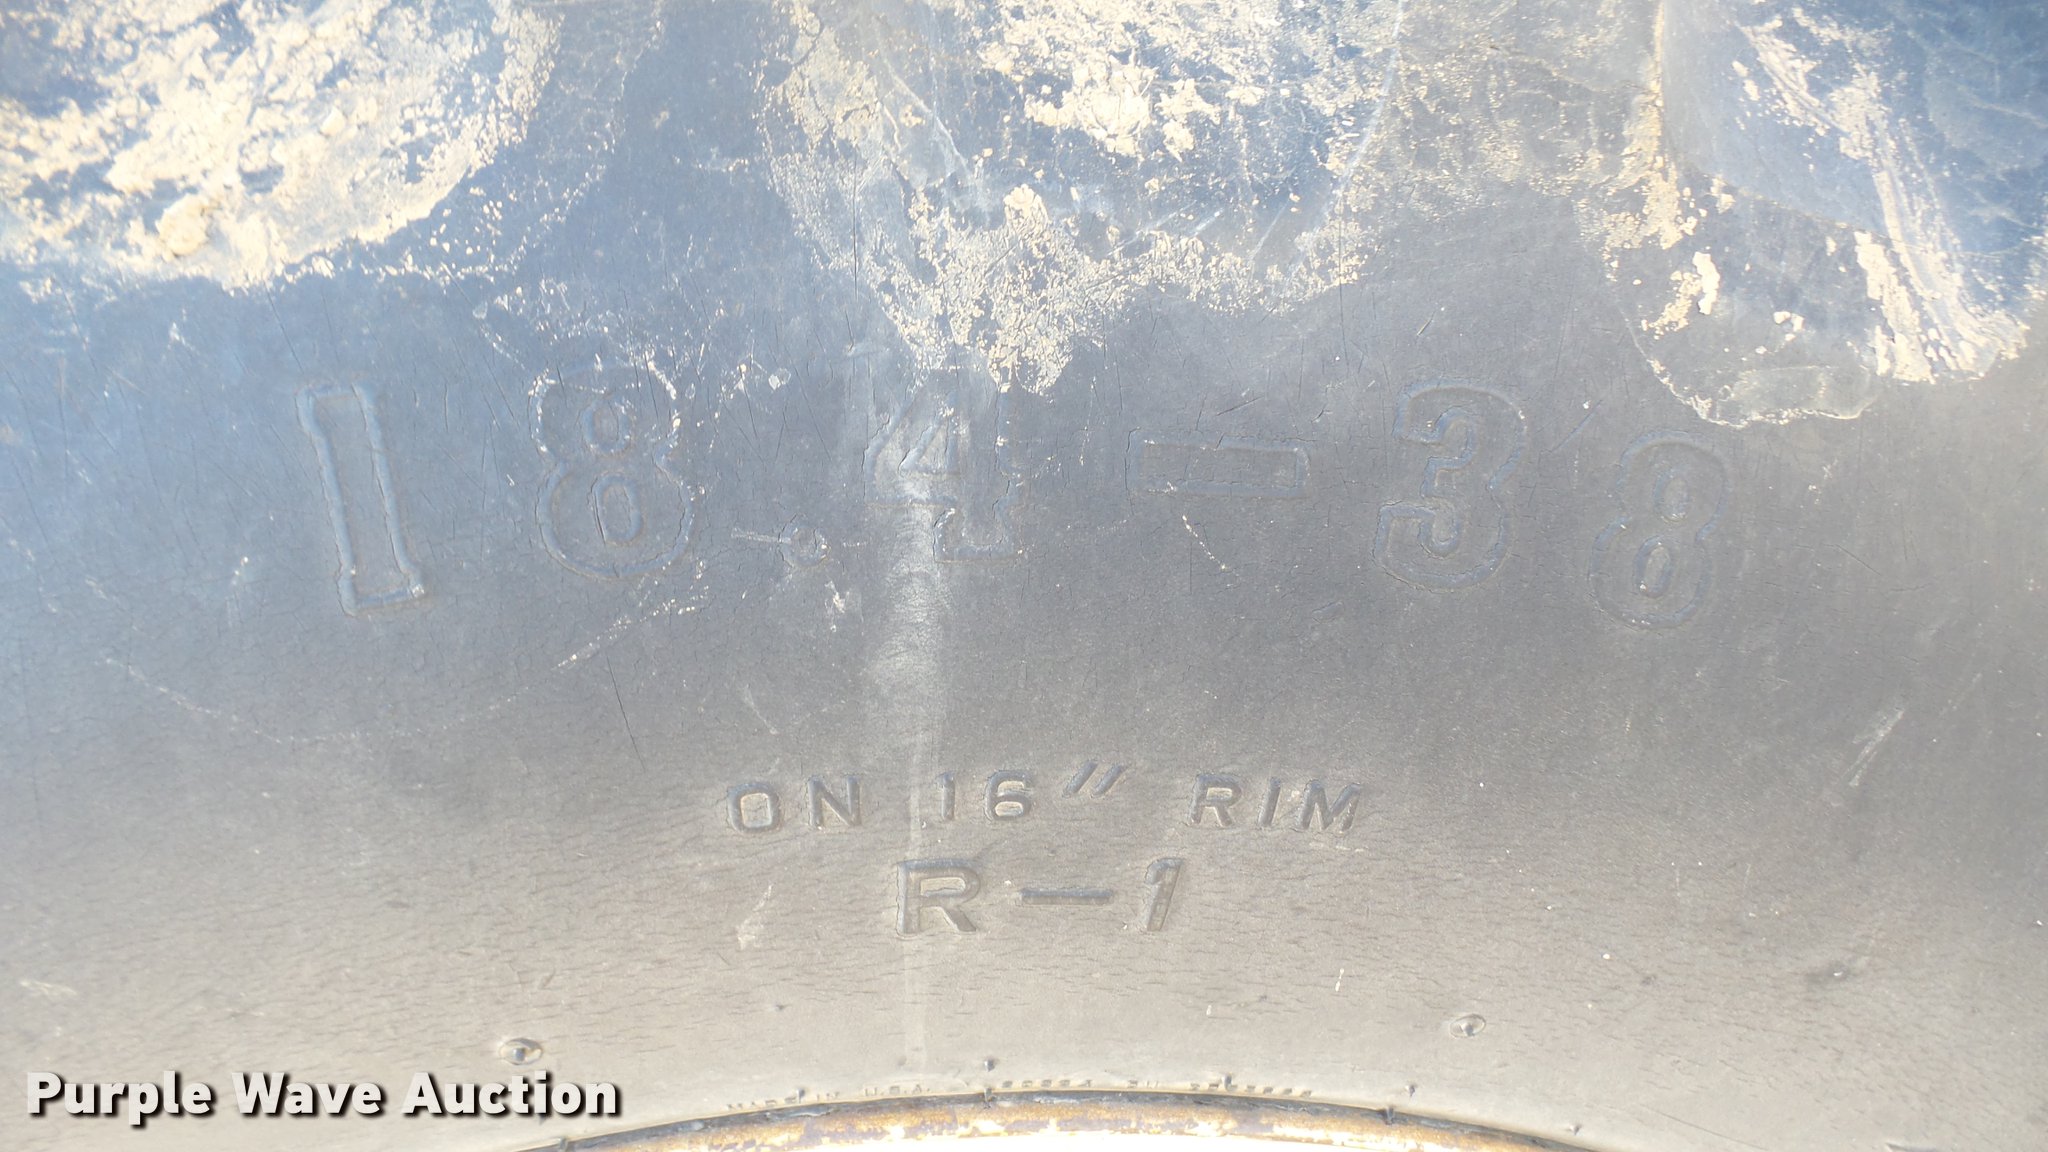 18.4-38
ON 16" RIM
R-1
U.S.A.
Purple Wave Auction